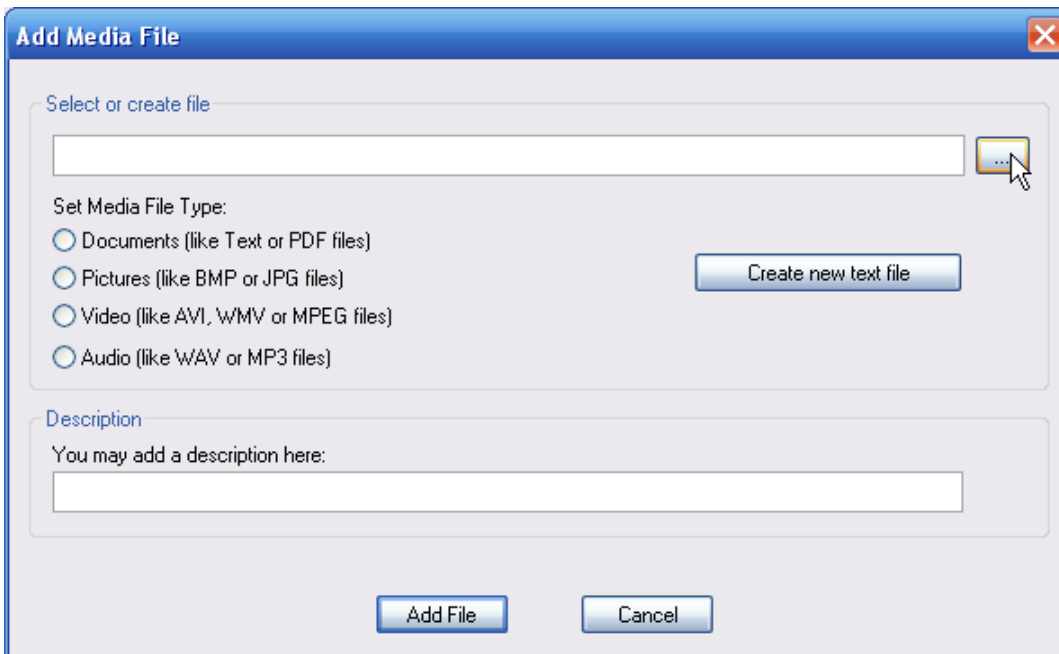 Add Media File
Select or create file
...
Set Media File Type:
Documents (like Text or PDF files)
Pictures (like BMP or JPG files)
Create new text file
Video (like AVI, WMV or MPEG files)
Audio (like WAV or MP3 files)
Description
You may add a description here:
Add File
Cancel